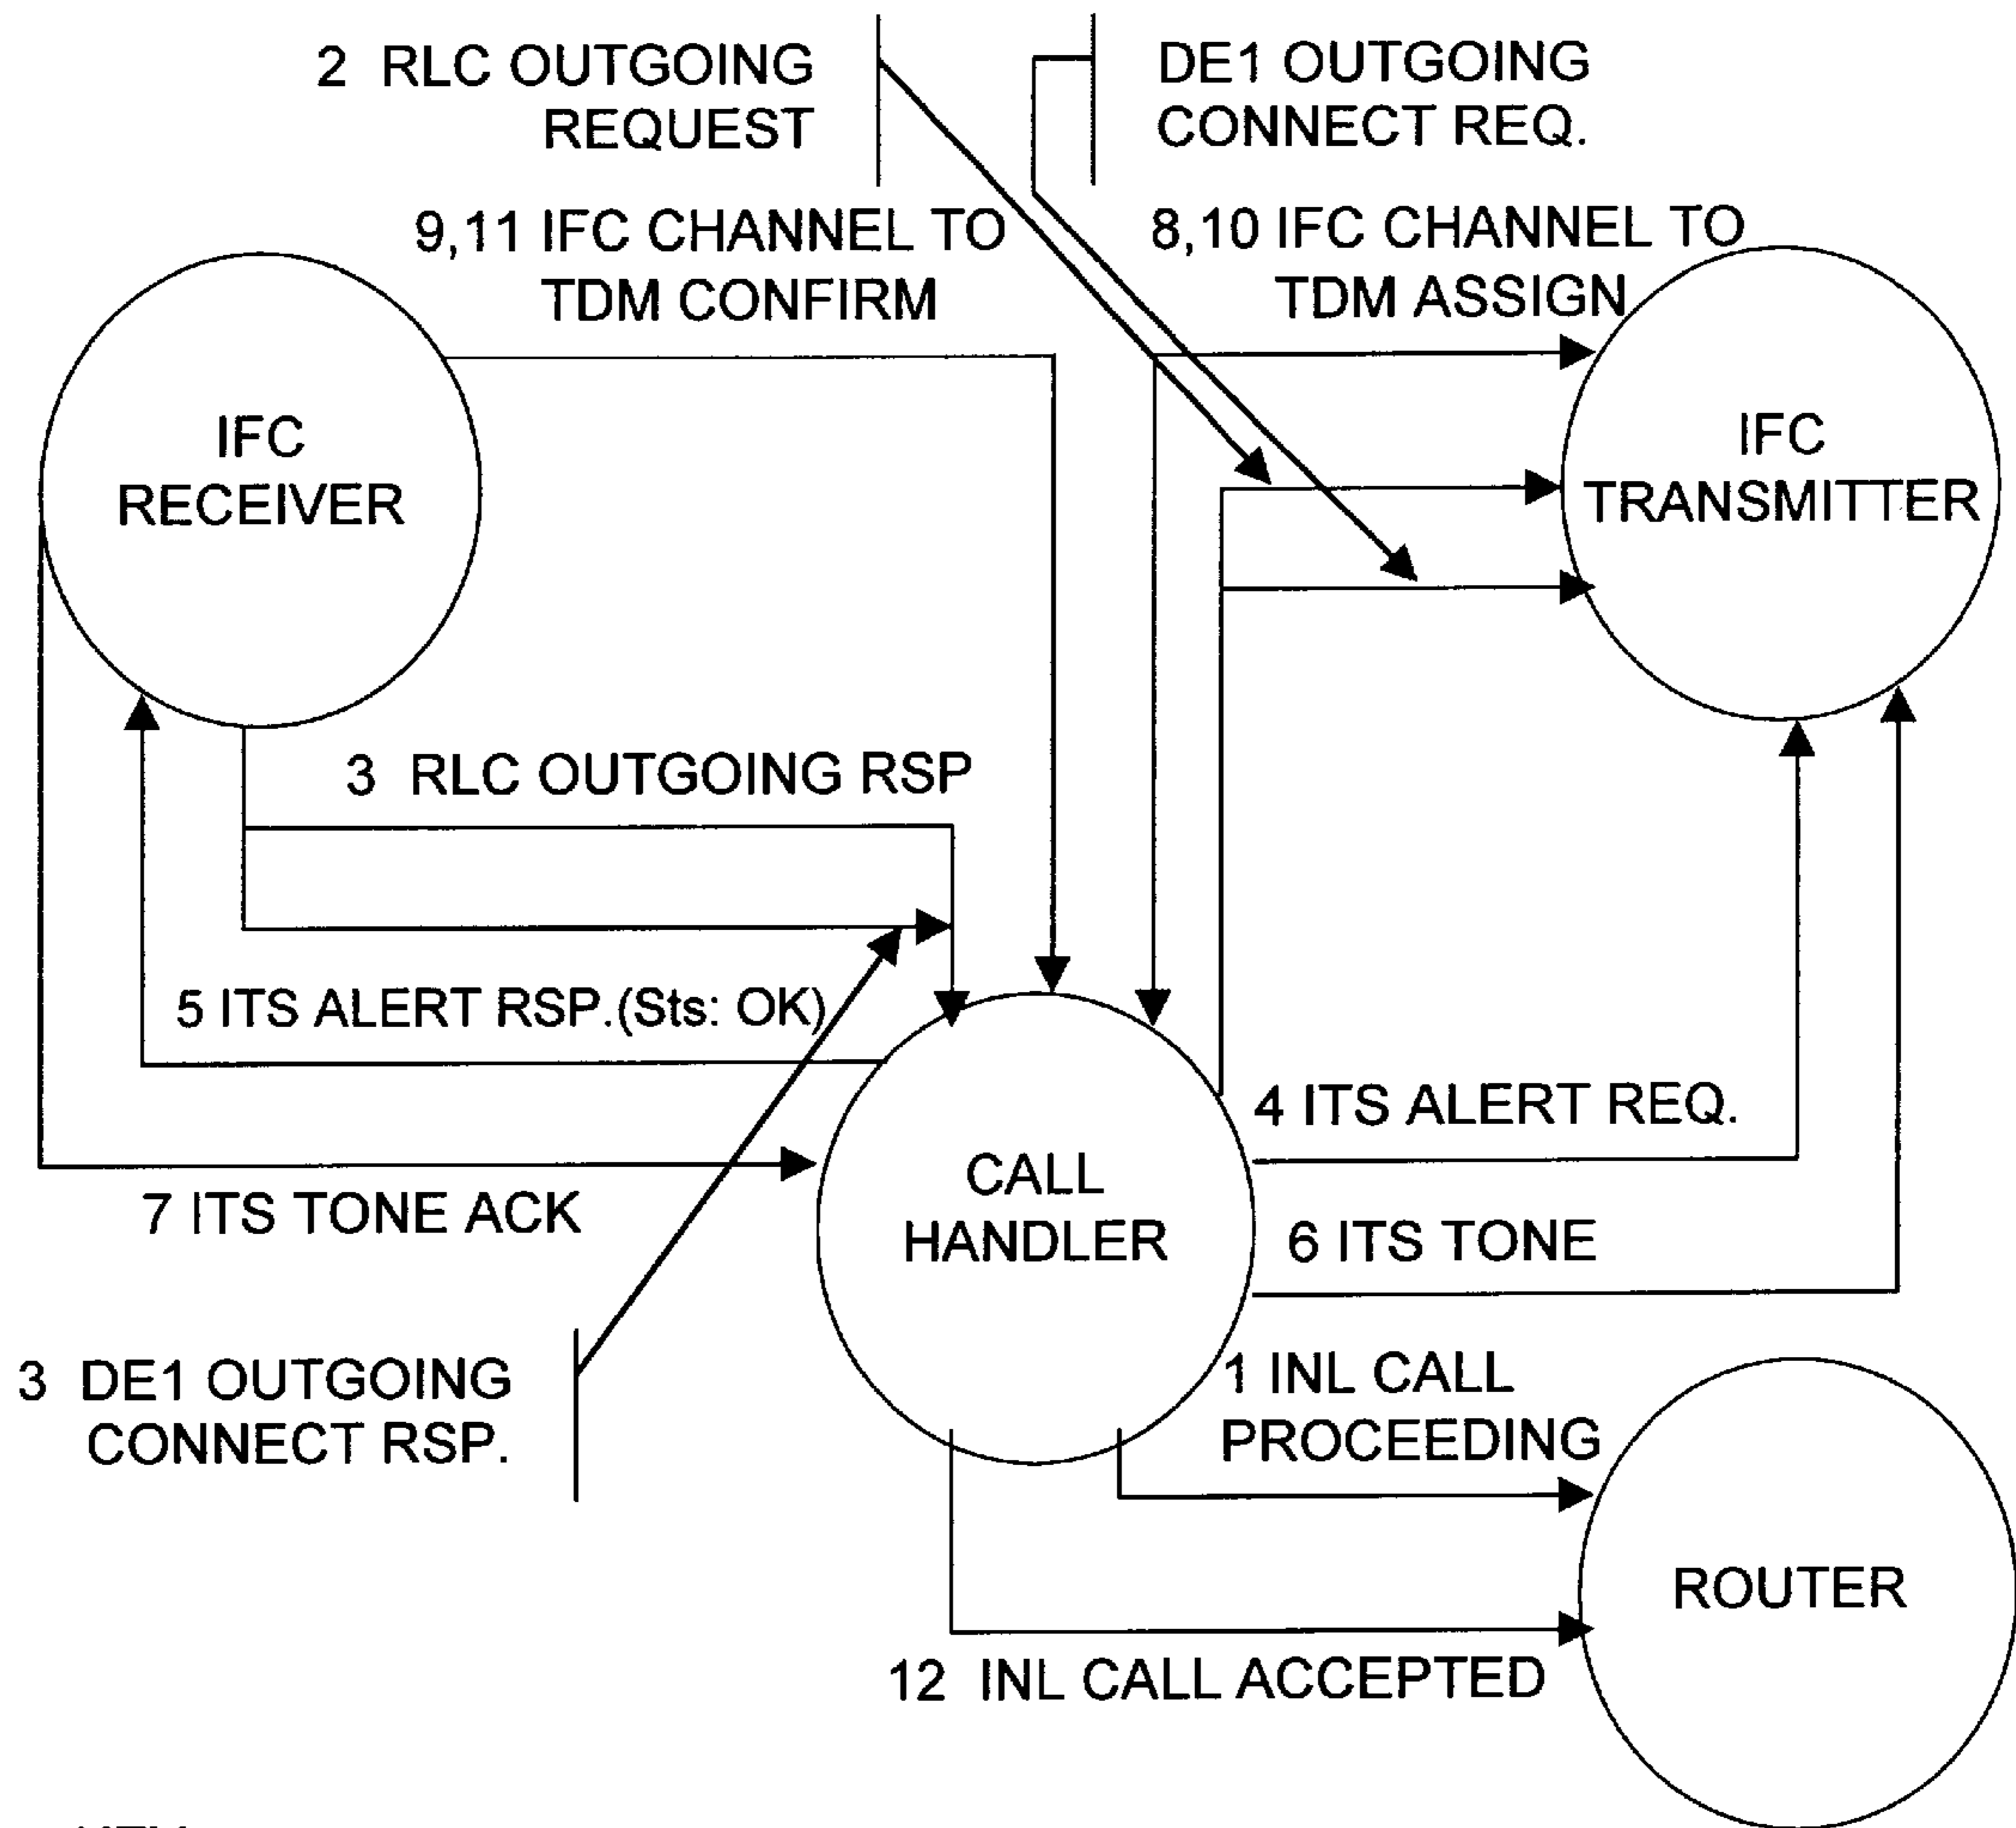 2 RLC OUTGOING
REQUEST
DE1 OUTGOING
CONNECT REQ.
9,11 IFC CHANNEL TO
TDM CONFIRM
8,10 IFC CHANNEL TO
TDM ASSIGN
IFC
RECEIVER
IFC
TRANSMITTER
3 RLC OUTGOING RSP
5 ITS ALERT RSP.(Sts: OK)
4 ITS ALERT REQ.
CALL
HANDLER
7 ITS TONE ACK
6 ITS TONE
3 DE1 OUTGOING
CONNECT RSP.
1 INL CALL
PROCEEDING
ROUTER
12 INL CALL ACCEPTED